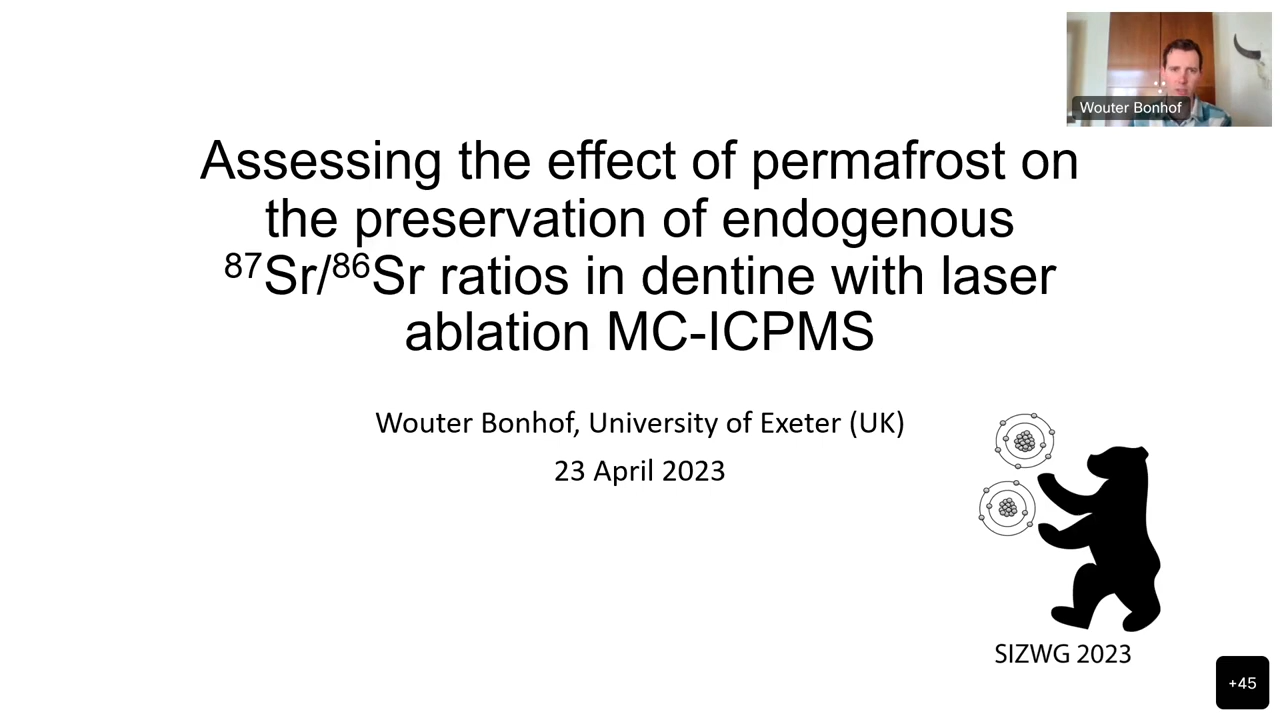 Wouter Bonhof
Assessing the effect of permafrost on
the preservation of endogenous
⁸⁷Sr/⁸⁶Sr ratios in dentine with laser
ablation MC-ICPMS
Wouter Bonhof, University of Exeter (UK)
23 April 2023
SIZWG 2023
+45